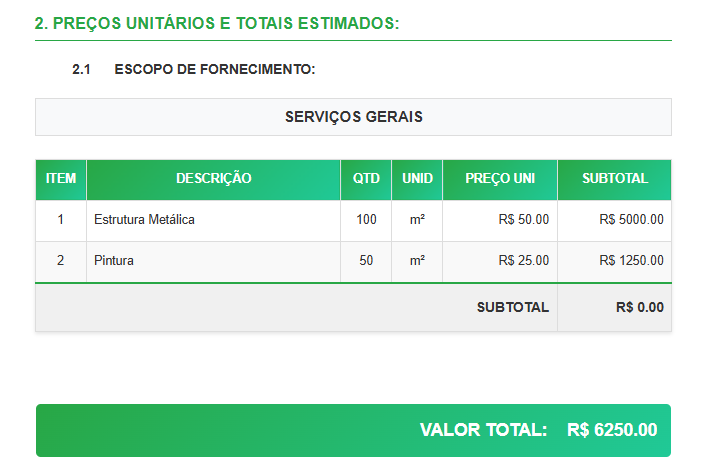 2. PREÇOS UNITÁRIOS E TOTAIS ESTIMADOS:
2.1 ESCOPO DE FORNECIMENTO:
SERVIÇOS GERAIS
ITEM DESCRIÇÃO QTD UNID PREÇO UNI SUBTOTAL
1 Estrutura Metálica 100 m² R$ 50.00 R$ 5000.00
2 Pintura 50 m² R$ 25.00 R$ 1250.00
SUBTOTAL R$ 0.00
VALOR TOTAL: R$ 6250.00